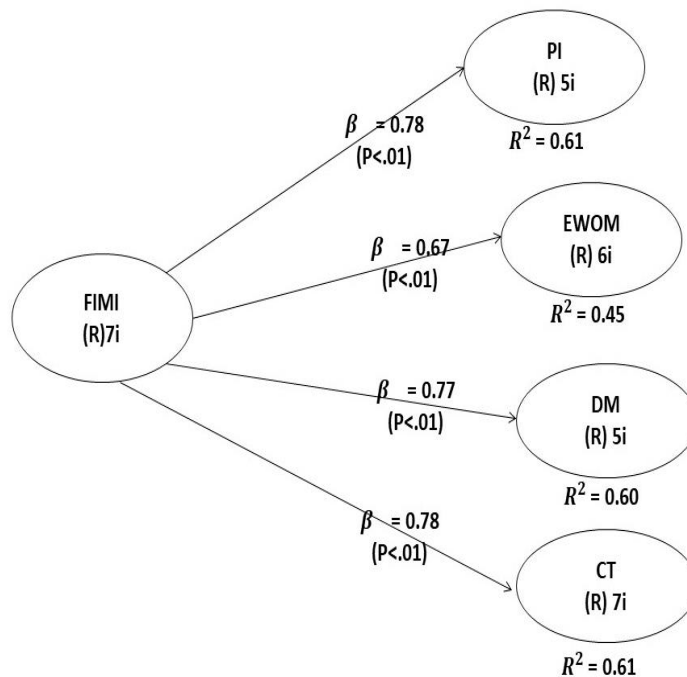 PI
(R) 5i
R² = 0.61
β = 0.78
(P<.01)
EWOM
(R) 6i
R² = 0.45
β = 0.67
(P<.01)
FIMI
(R)7i
DM
(R) 5i
R² = 0.60
β = 0.77
(P<.01)
β = 0.78
(P<.01)
CT
(R) 7i
R² = 0.61